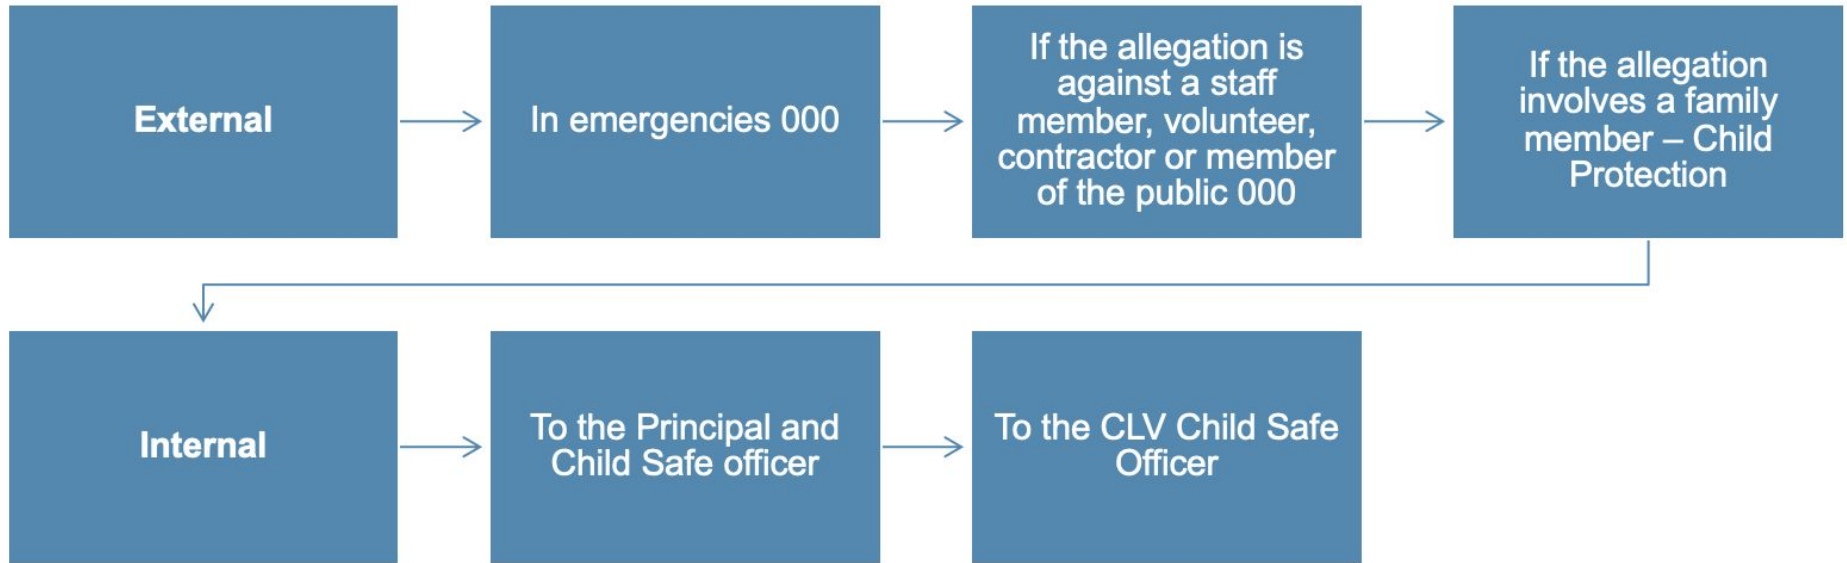 External
In emergencies 000
If the allegation is
against a staff
member, volunteer,
contractor or member
of the public 000
If the allegation
involves a family
member – Child
Protection
Internal
To the Principal and
Child Safe officer
To the CLV Child Safe
Officer